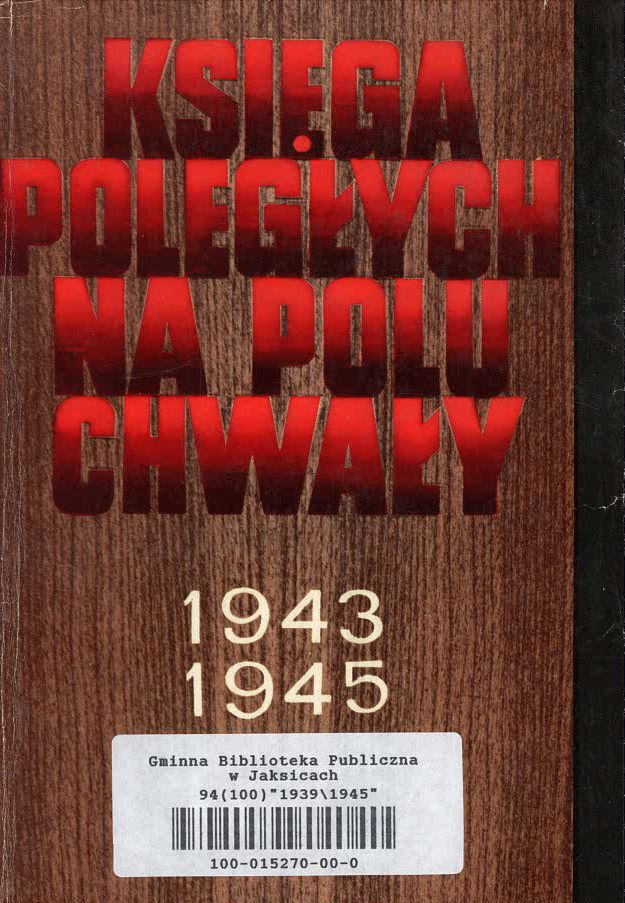 KSIĘGA
POLEGŁYCH
NA POLU
CHWAŁY
1943
1945
Gminna Biblioteka Publiczna
w Jaksicach
94(100)"1939\1945"
100-015270-00-0